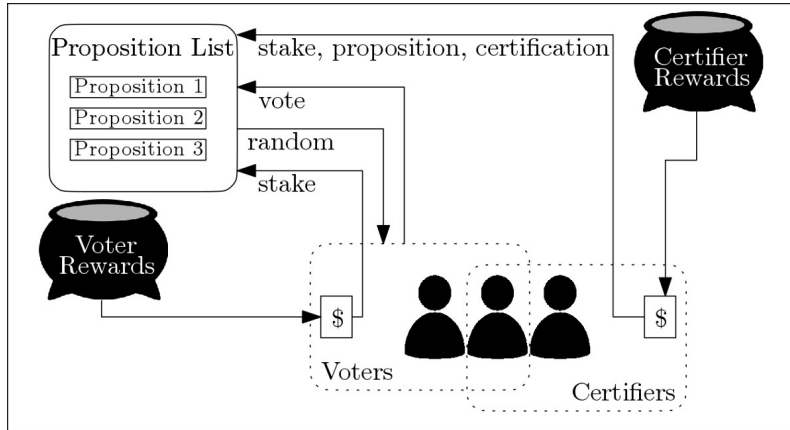 Proposition List
Proposition 1
Proposition 2
Proposition 3
stake, proposition, certification
vote
random
stake
Certifier
Rewards
Voter
Rewards
$
$
Voters
Certifiers